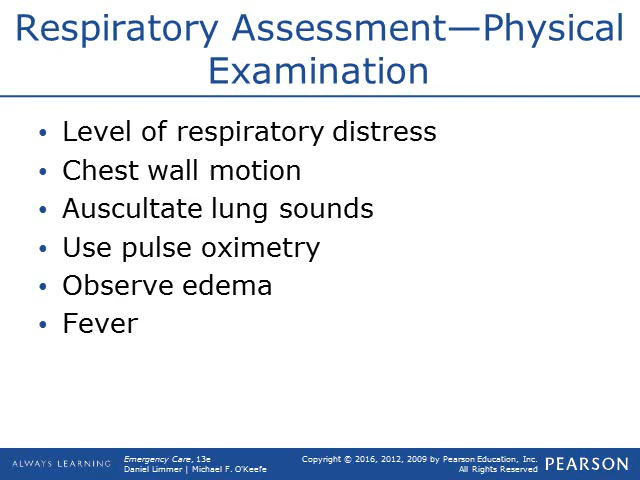 Respiratory Assessment—Physical
Examination
• Level of respiratory distress
• Chest wall motion
• Auscultate lung sounds
• Use pulse oximetry
• Observe edema
• Fever
ALWAYS LEARNING
Emergency Care, 13e
Daniel Limmer | Michael F. O'Keefe
Copyright © 2016, 2012, 2009 by Pearson Education, Inc.
All Rights Reserved
PEARSON